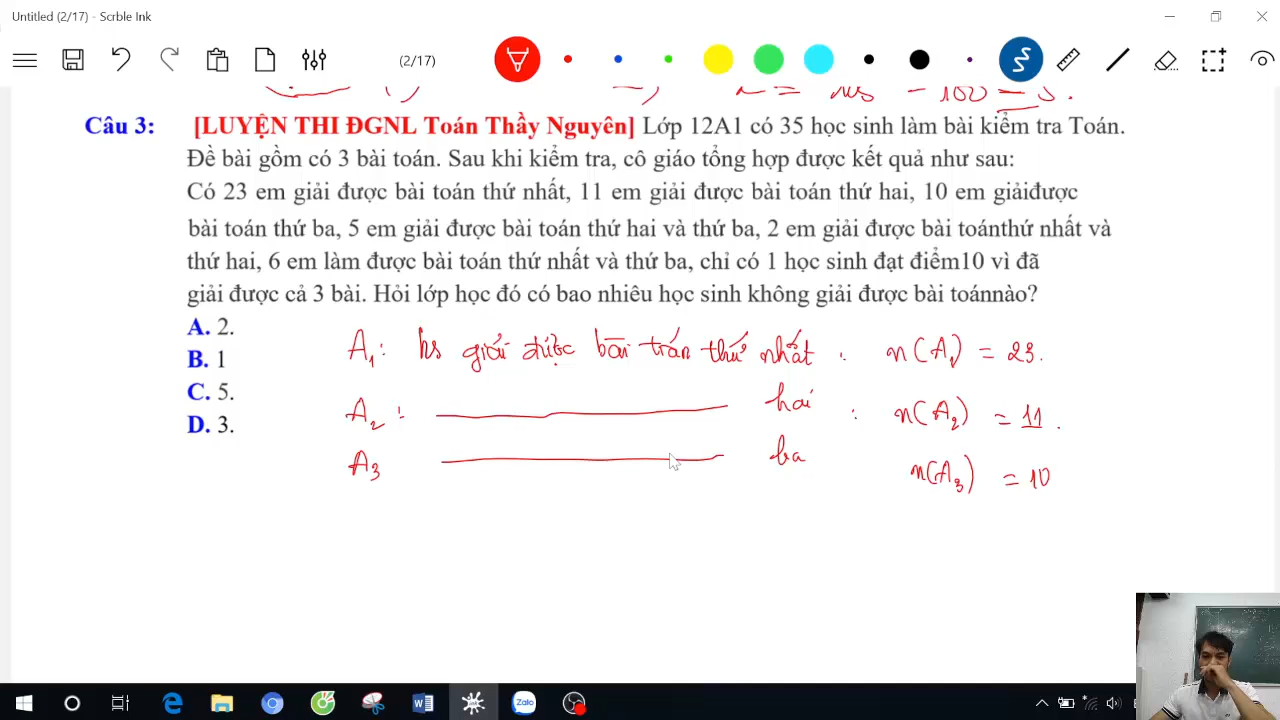 Untitled (2/17) - Scrble Ink
(2/17)
Câu 3: [LUYỆN THI ĐGNL Toán Thầy Nguyên] Lớp 12A1 có 35 học sinh làm bài kiểm tra Toán.
Đề bài gồm có 3 bài toán. Sau khi kiểm tra, cô giáo tổng hợp được kết quả như sau:
Có 23 em giải được bài toán thứ nhất, 11 em giải được bài toán thứ hai, 10 em giảiđược
bài toán thứ ba, 5 em giải được bài toán thứ hai và thứ ba, 2 em giải được bài toánthứ nhất và
thứ hai, 6 em làm được bài toán thứ nhất và thứ ba, chỉ có 1 học sinh đạt điểm10 vì đã
giải được cả 3 bài. Hỏi lớp học đó có bao nhiêu học sinh không giải được bài toánnào?
A. 2.
B. 1
C. 5.
D. 3.
A1: hs giải được bài toán thứ nhất : n(A1) = 23.
A2: hai : n(A2) = 11.
A3 ba n(A3) = 10
Zalo